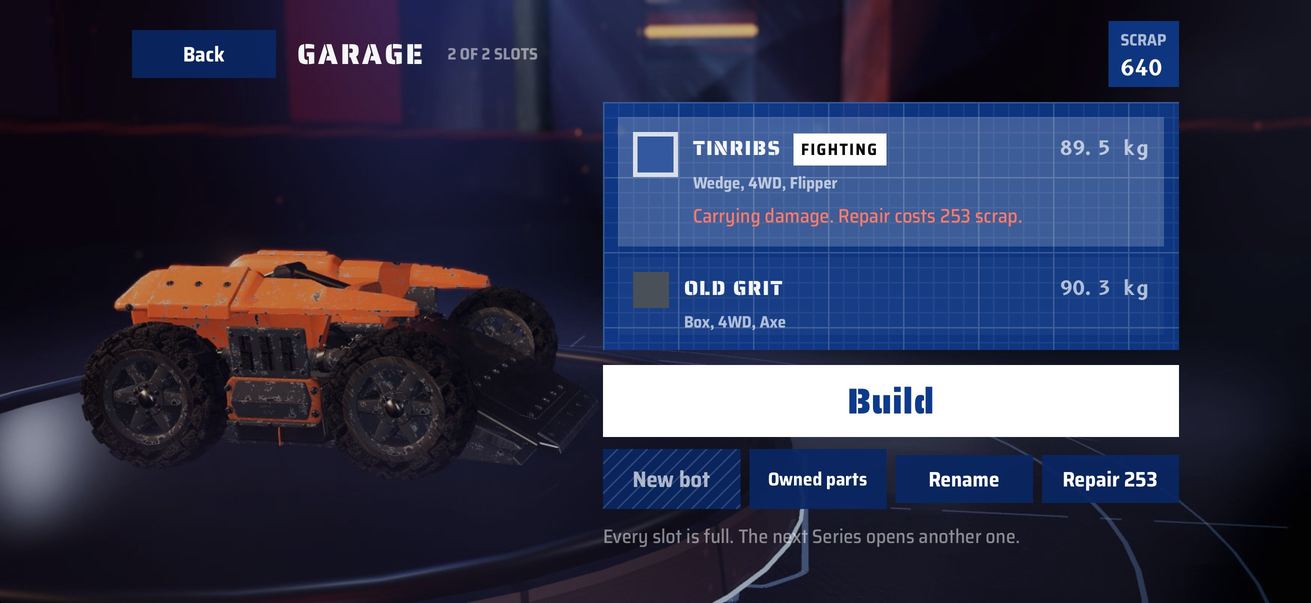 Back
GARAGE
2 OF 2 SLOTS
SCRAP
640
TINRIBS
FIGHTING
89.5 kg
Wedge, 4WD, Flipper
Carrying damage. Repair costs 253 scrap.
OLD GRIT
90.3 kg
Box, 4WD, Axe
Build
New bot
Owned parts
Rename
Repair 253
Every slot is full. The next Series opens another one.